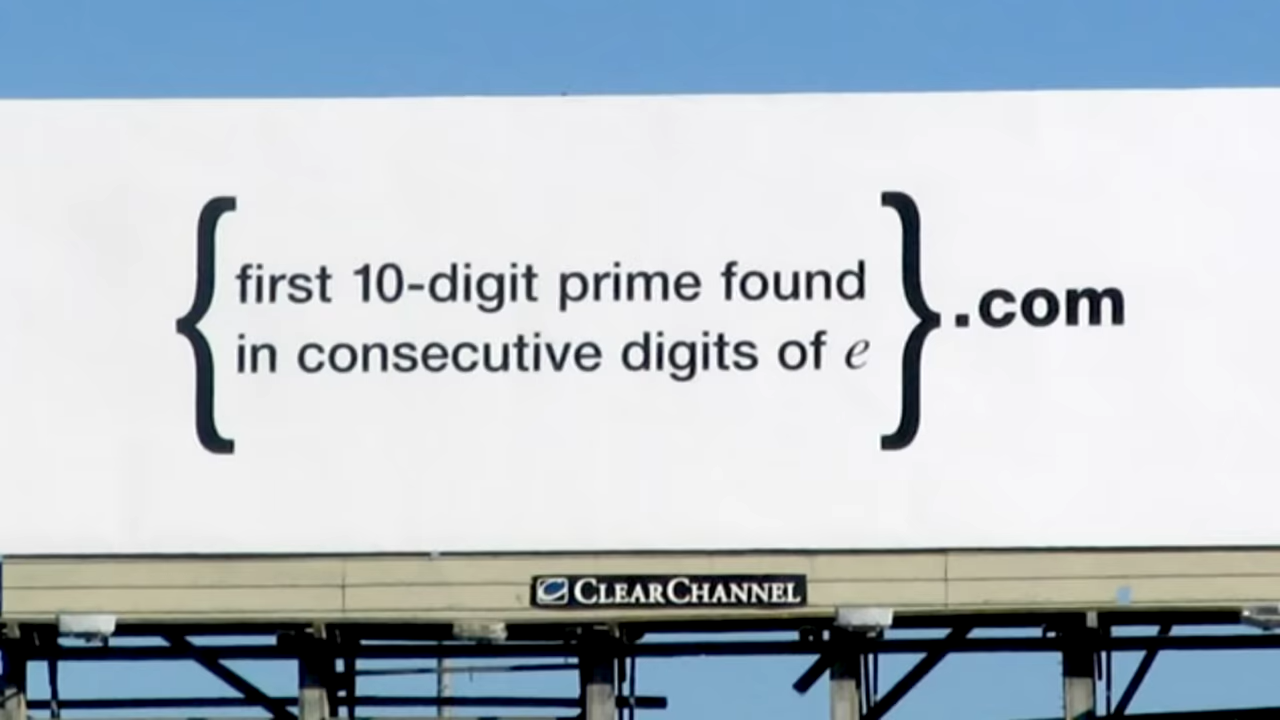 {first 10-digit prime found
in consecutive digits of e}.com
CLEARCHANNEL